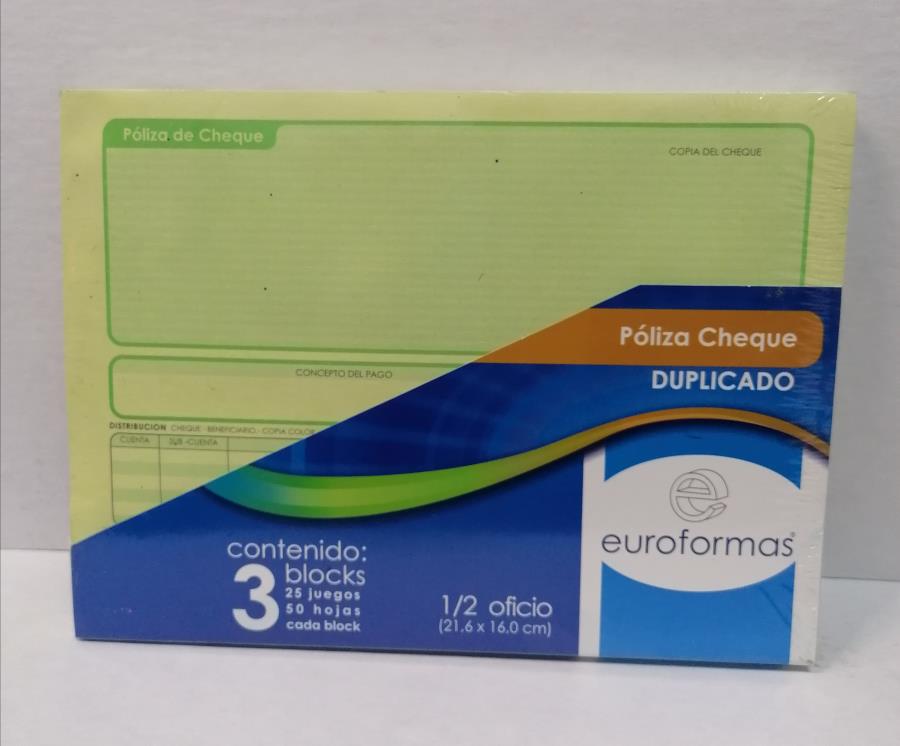 Póliza de Cheque
COPIA DEL CHEQUE
Póliza Cheque
DUPLICADO
CONCEPTO DEL PAGO
DISTRIBUCION CHEQUE - BENEFICIARIO.- COPIA COLOR
CUENTA SUB -CUENTA
euroformas
contenido:
3 blocks
25 juegos
50 hojas
cada block
1/2 oficio
(21.6 x 16.0 cm)